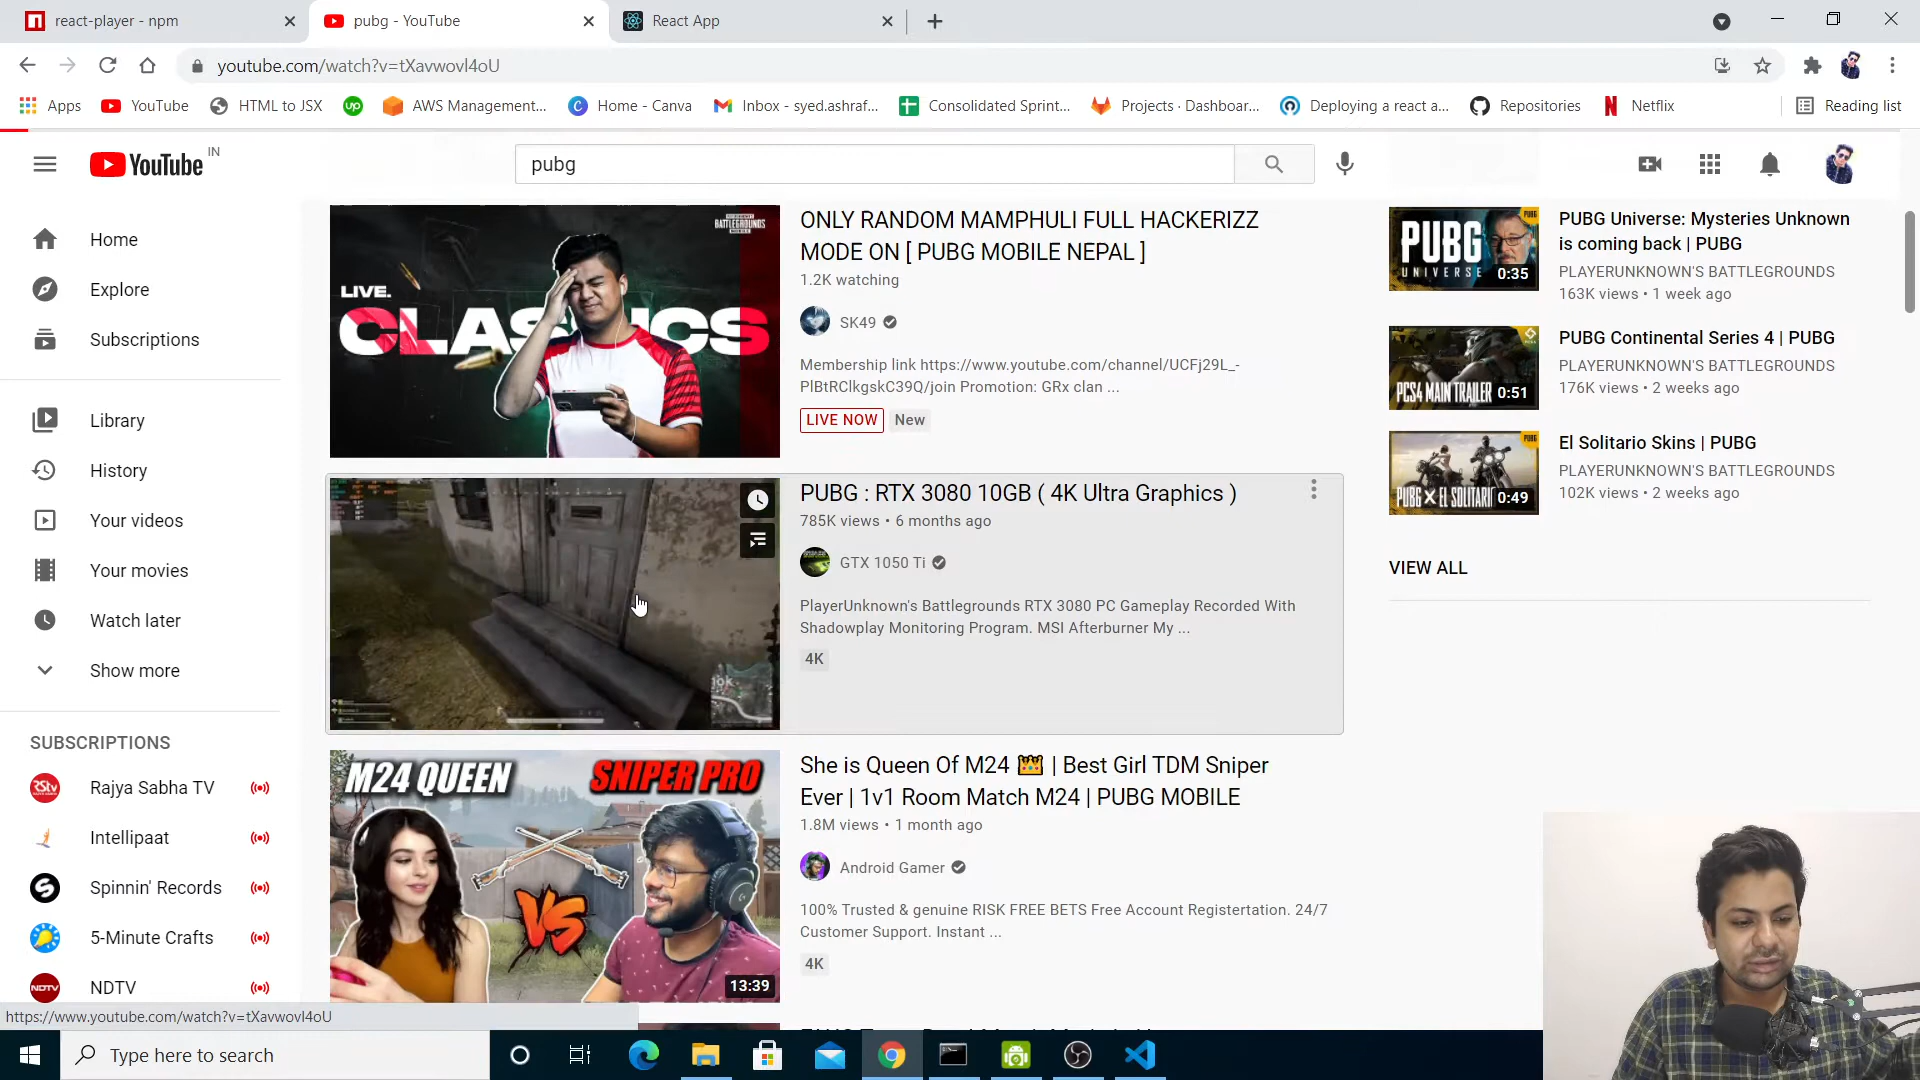 react-player - npm
pubg - YouTube
React App
youtube.com/watch?v=tXavwovl4oU
Apps
YouTube
HTML to JSX
up
AWS Management...
Home - Canva
Inbox - syed.ashraf...
Consolidated Sprint...
Projects · Dashboar...
Deploying a react a...
Repositories
Netflix
Reading list
YouTube IN
pubg
Home
Explore
Subscriptions
Library
History
Your videos
Your movies
Watch later
Show more
SUBSCRIPTIONS
Rajya Sabha TV
Intellipaat
Spinnin' Records
5-Minute Crafts
NDTV
BATTLEGROUNDS
LIVE.
CLASSICS
ONLY RANDOM MAMPHULI FULL HACKERIZZ
MODE ON [ PUBG MOBILE NEPAL ]
1.2K watching
SK49
Membership link https://www.youtube.com/channel/UCFj29L_-
PlBtRClkgskC39Q/join Promotion: GRx clan ...
LIVE NOW New
PUBG : RTX 3080 10GB ( 4K Ultra Graphics )
785K views • 6 months ago
GTX 1050 Ti
PlayerUnknown's Battlegrounds RTX 3080 PC Gameplay Recorded With
Shadowplay Monitoring Program. MSI Afterburner My ...
4K
M24 QUEEN
SNIPER PRO
VS
13:39
She is Queen Of M24 👑 | Best Girl TDM Sniper
Ever | 1v1 Room Match M24 | PUBG MOBILE
1.8M views • 1 month ago
Android Gamer
100% Trusted & genuine RISK FREE BETS Free Account Registertation. 24/7
Customer Support. Instant ...
4K
PUBG
UNIVERSE
0:35
PUBG Universe: Mysteries Unknown
is coming back | PUBG
PLAYERUNKNOWN'S BATTLEGROUNDS
163K views • 1 week ago
PCS4 MAIN TRAILER
0:51
PUBG Continental Series 4 | PUBG
PLAYERUNKNOWN'S BATTLEGROUNDS
176K views • 2 weeks ago
PUBG X EL SOLITARIO
0:49
El Solitario Skins | PUBG
PLAYERUNKNOWN'S BATTLEGROUNDS
102K views • 2 weeks ago
VIEW ALL
https://www.youtube.com/watch?v=tXavwovl4oU
Type here to search